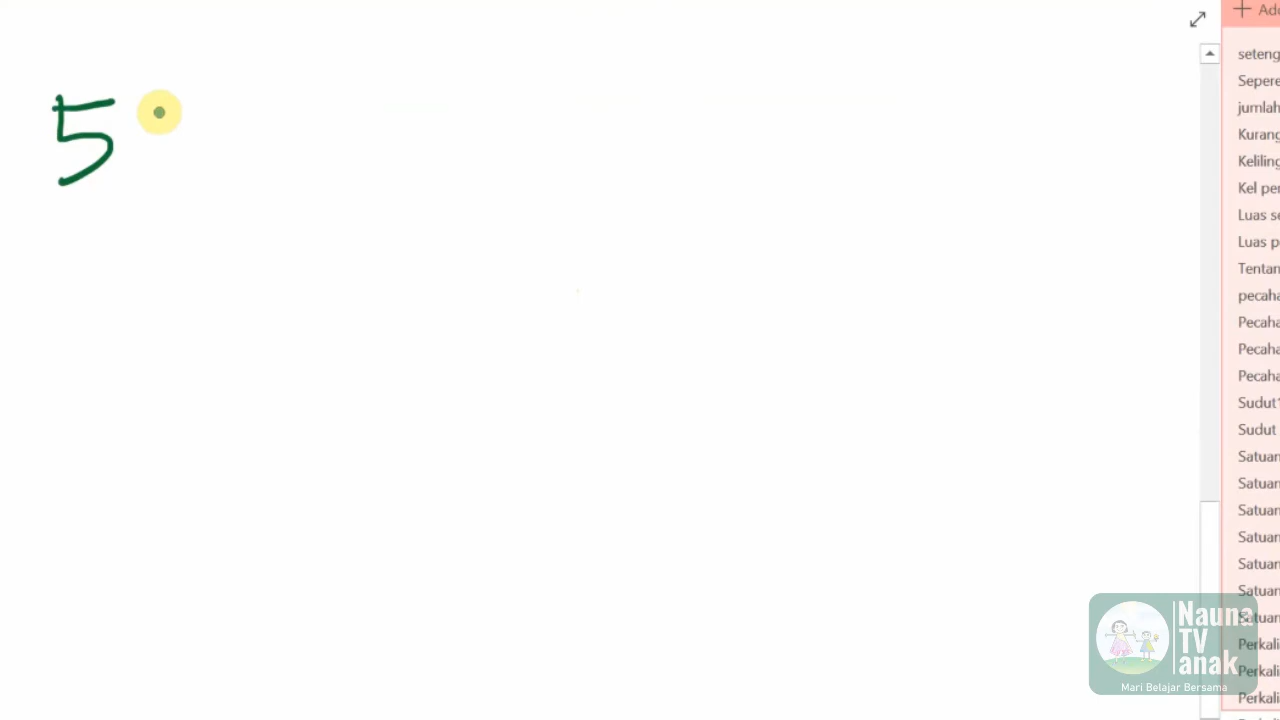 5
Add
seteng
Sepere
jumlah
Kurang
Keliling
Kel per
Luas se
Luas p
Tentan
pecaha
Pecaha
Pecaha
Pecaha
Sudut
Sudut
Satuan
Satuan
Satuan
Satuan
Satuan
Satuan
Satuan
Perkali
Perkali
Perkali
Nauna
TV
anak
Mari Belajar Bersama